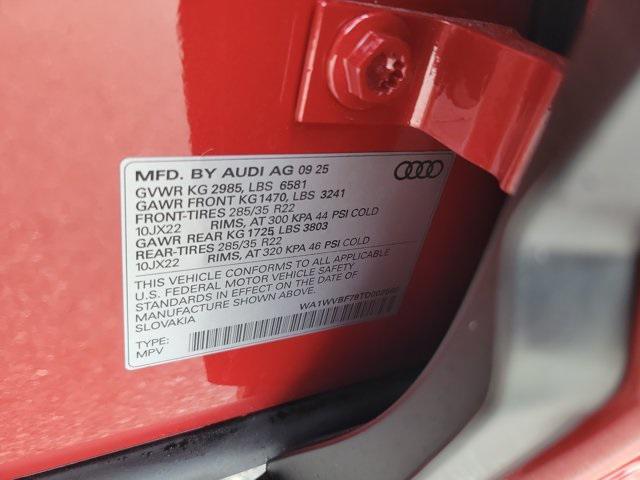 MFD. BY AUDI AG 09 25
GVWR KG 2985, LBS 6581
GAWR FRONT KG1470, LBS 3241
FRONT-TIRES 285/35 R22
10JX22 RIMS, AT 300 KPA 44 PSI COLD
GAWR REAR KG 1725, LBS 3803
REAR-TIRES 285/35 R22
10JX22 RIMS, AT 320 KPA 46 PSI COLD
THIS VEHICLE CONFORMS TO ALL APPLICABLE
U.S. FEDERAL MOTOR VEHICLE SAFETY
STANDARDS IN EFFECT ON THE DATE OF
MANUFACTURE SHOWN ABOVE.
SLOVAKIA
TYPE:
MPV